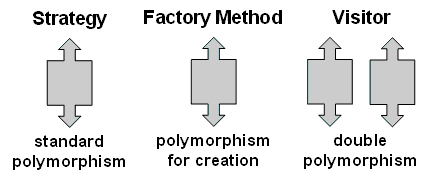 Strategy
standard
polymorphism
Factory Method
polymorphism
for creation
Visitor
double
polymorphism